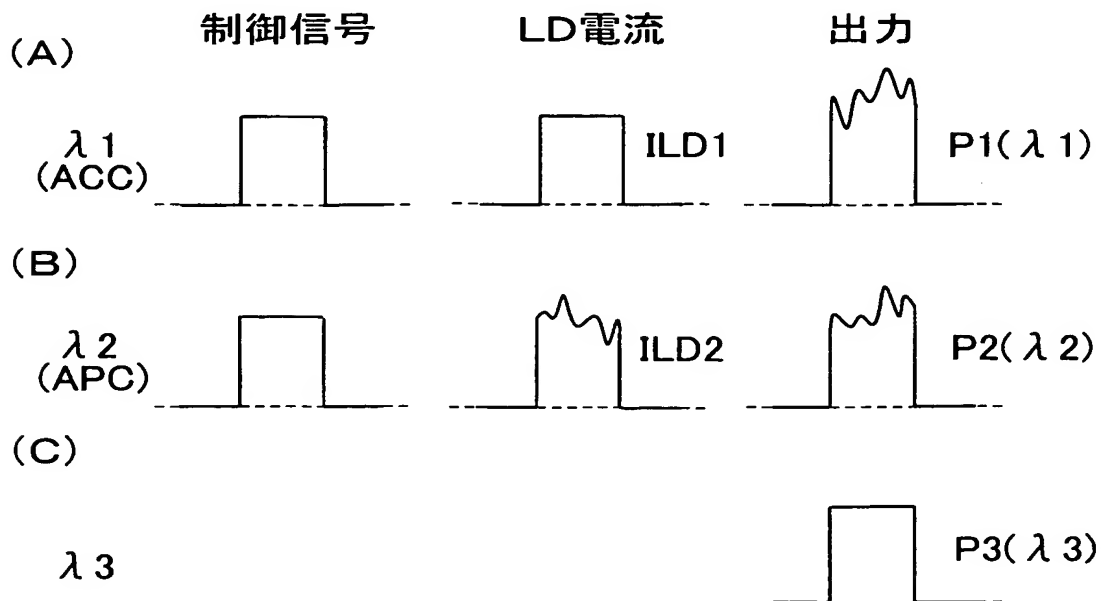 制御信号 LD電流 出力
(A)
λ1
(ACC)
ILD1
P1(λ1)
(B)
λ2
(APC)
ILD2
P2(λ2)
(C)
λ3
P3(λ3)